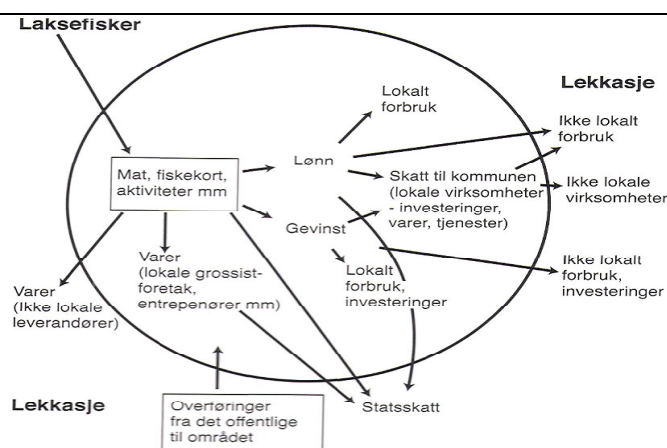 Laksefisker
Lokalt
forbruk
Lekkasje
Ikke lokalt
forbruk
Lønn
Mat, fiskekort,
aktiviteter mm
Skatt til kommunen
(lokale virksomheter
- investeringer,
varer, tjenester)
Ikke lokale
virksomheter
Gevinst
Varer
(lokale grossist-
foretak,
entrepenører mm)
Lokalt
forbruk,
investeringer
Ikke lokalt
forbruk,
investeringer
Varer
(Ikke lokale
leverandører)
Lekkasje
Overføringer
fra det offentlige
til området
Statsskatt